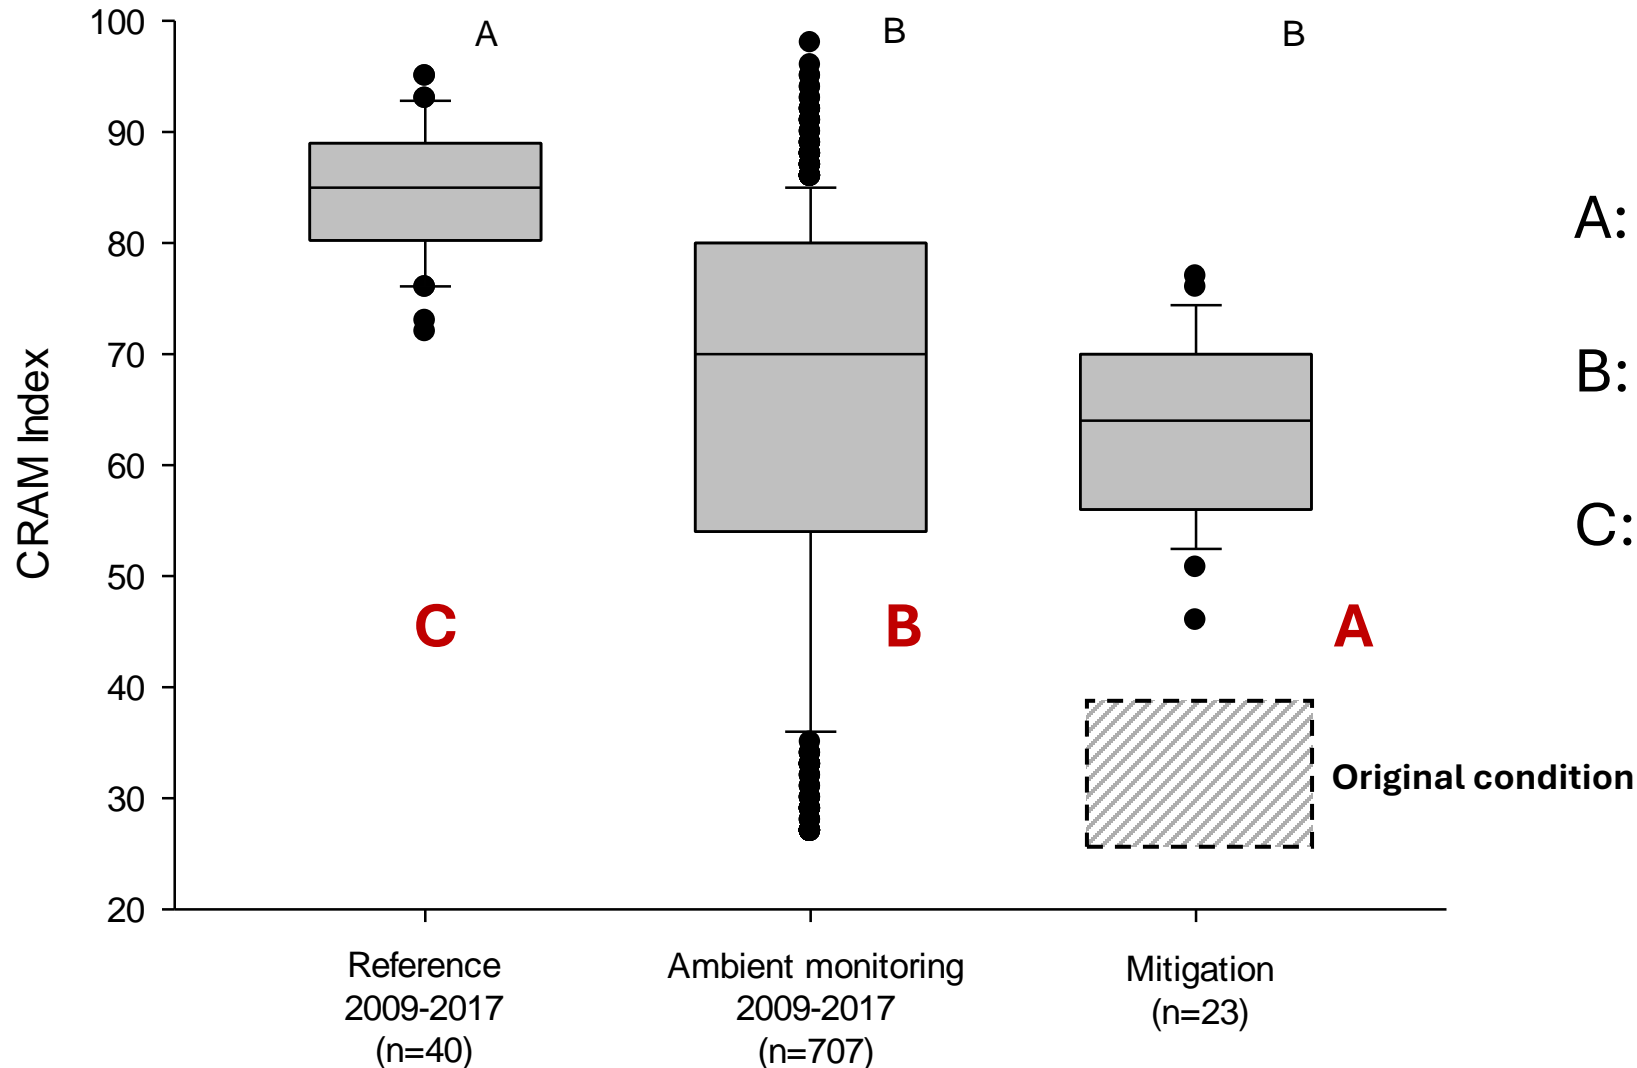 100
90
80
70
60
50
40
30
20
CRAM Index
A
B
B
A:
B:
C:
C
B
A
Original condition
Reference
2009-2017
(n=40)
Ambient monitoring
2009-2017
(n=707)
Mitigation
(n=23)